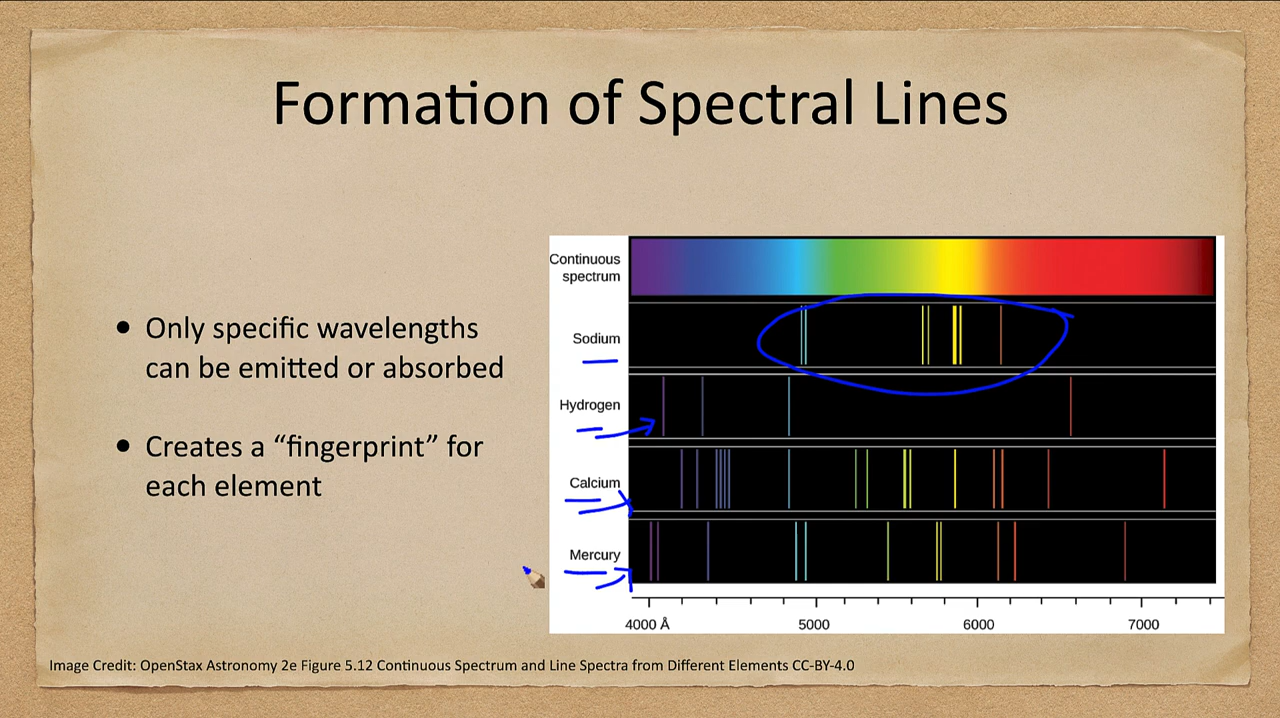 Formation of Spectral Lines
• Only specific wavelengths
can be emitted or absorbed
• Creates a “fingerprint” for
each element
Continuous
spectrum
Sodium
Hydrogen
Calcium
Mercury
4000 Å 5000 6000 7000
Image Credit: OpenStax Astronomy 2e Figure 5.12 Continuous Spectrum and Line Spectra from Different Elements CC-BY-4.0